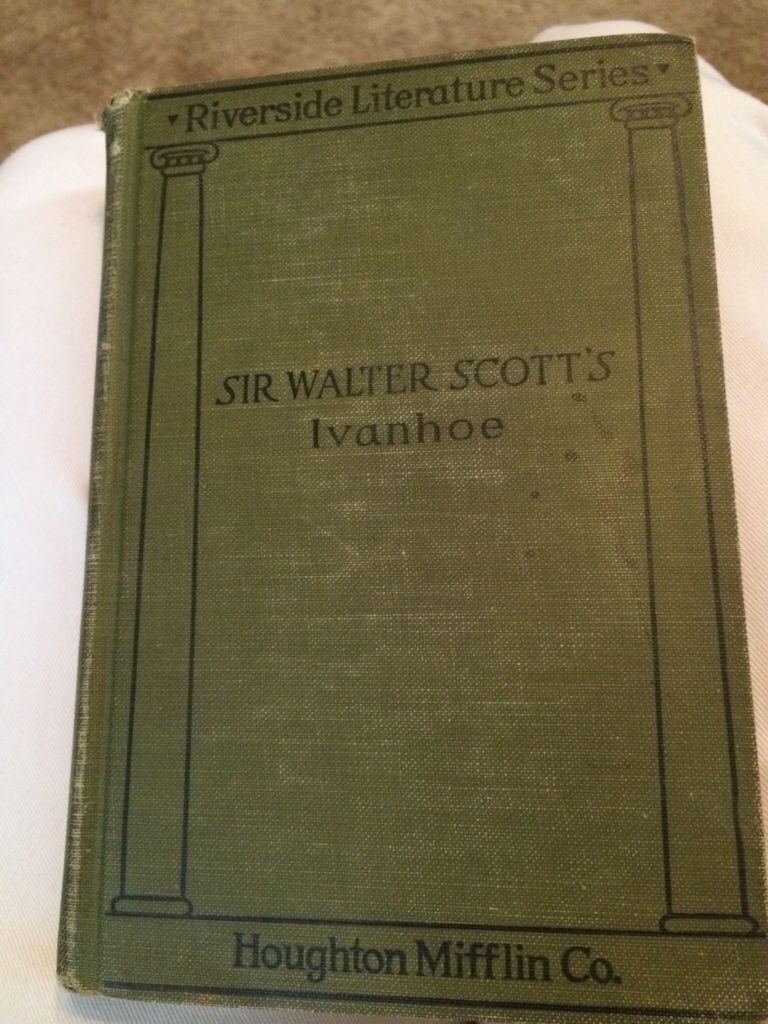 Riverside Literature Series
SIR WALTER SCOTT'S
Ivanhoe
Houghton Mifflin Co.